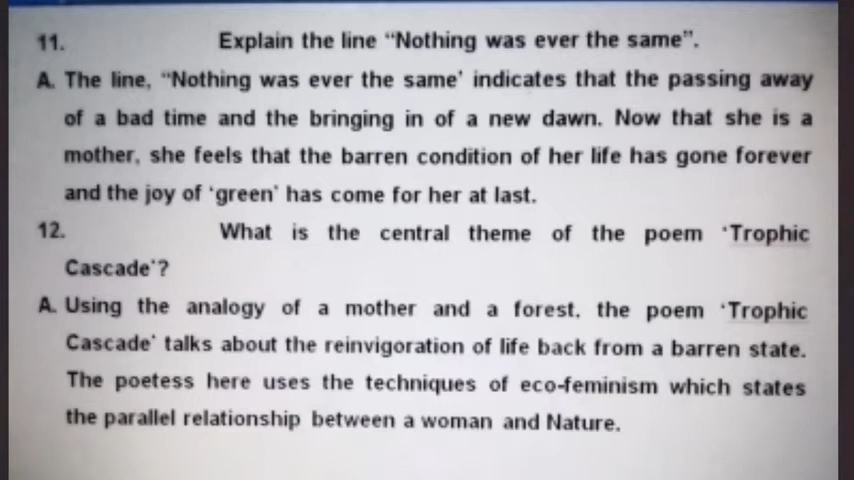 11. Explain the line “Nothing was ever the same”.
A. The line, “Nothing was ever the same’ indicates that the passing away
of a bad time and the bringing in of a new dawn. Now that she is a
mother, she feels that the barren condition of her life has gone forever
and the joy of ‘green’ has come for her at last.
12. What is the central theme of the poem ‘Trophic
Cascade’?
A. Using the analogy of a mother and a forest, the poem ‘Trophic
Cascade’ talks about the reinvigoration of life back from a barren state.
The poetess here uses the techniques of eco-feminism which states
the parallel relationship between a woman and Nature.